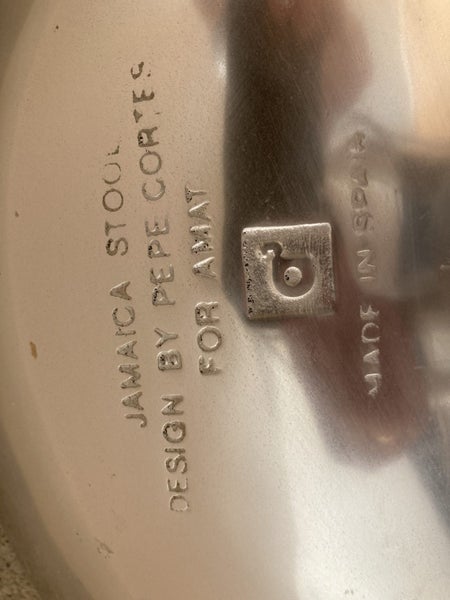 JAMAICA STOOL
DESIGN BY PEPE CORTES
FOR AMAT
MADE IN SPAIN